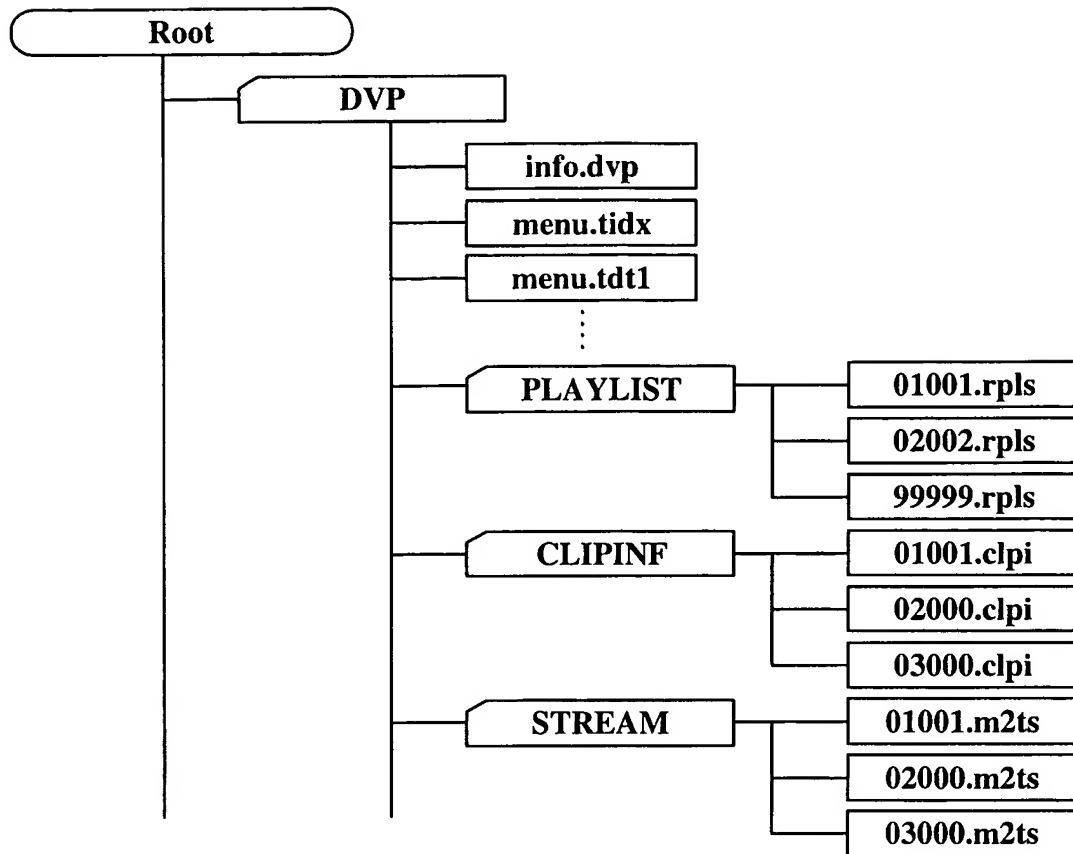 Root
DVP
info.dvp
menu.tidx
menu.tdt1
PLAYLIST
01001.rpls
02002.rpls
99999.rpls
CLIPINF
01001.clpi
02000.clpi
03000.clpi
STREAM
01001.m2ts
02000.m2ts
03000.m2ts